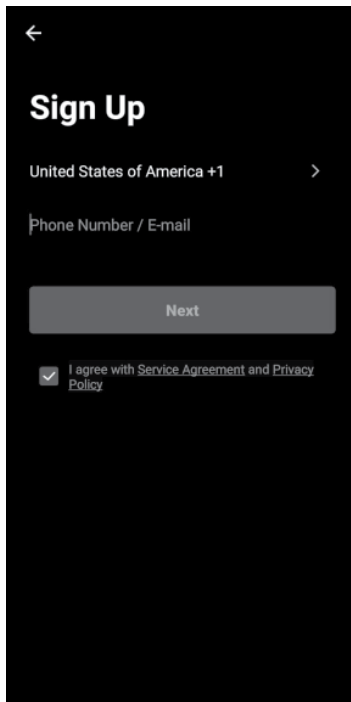 Sign Up
United States of America +1
Phone Number / E-mail
Next
I agree with Service Agreement and Privacy
Policy